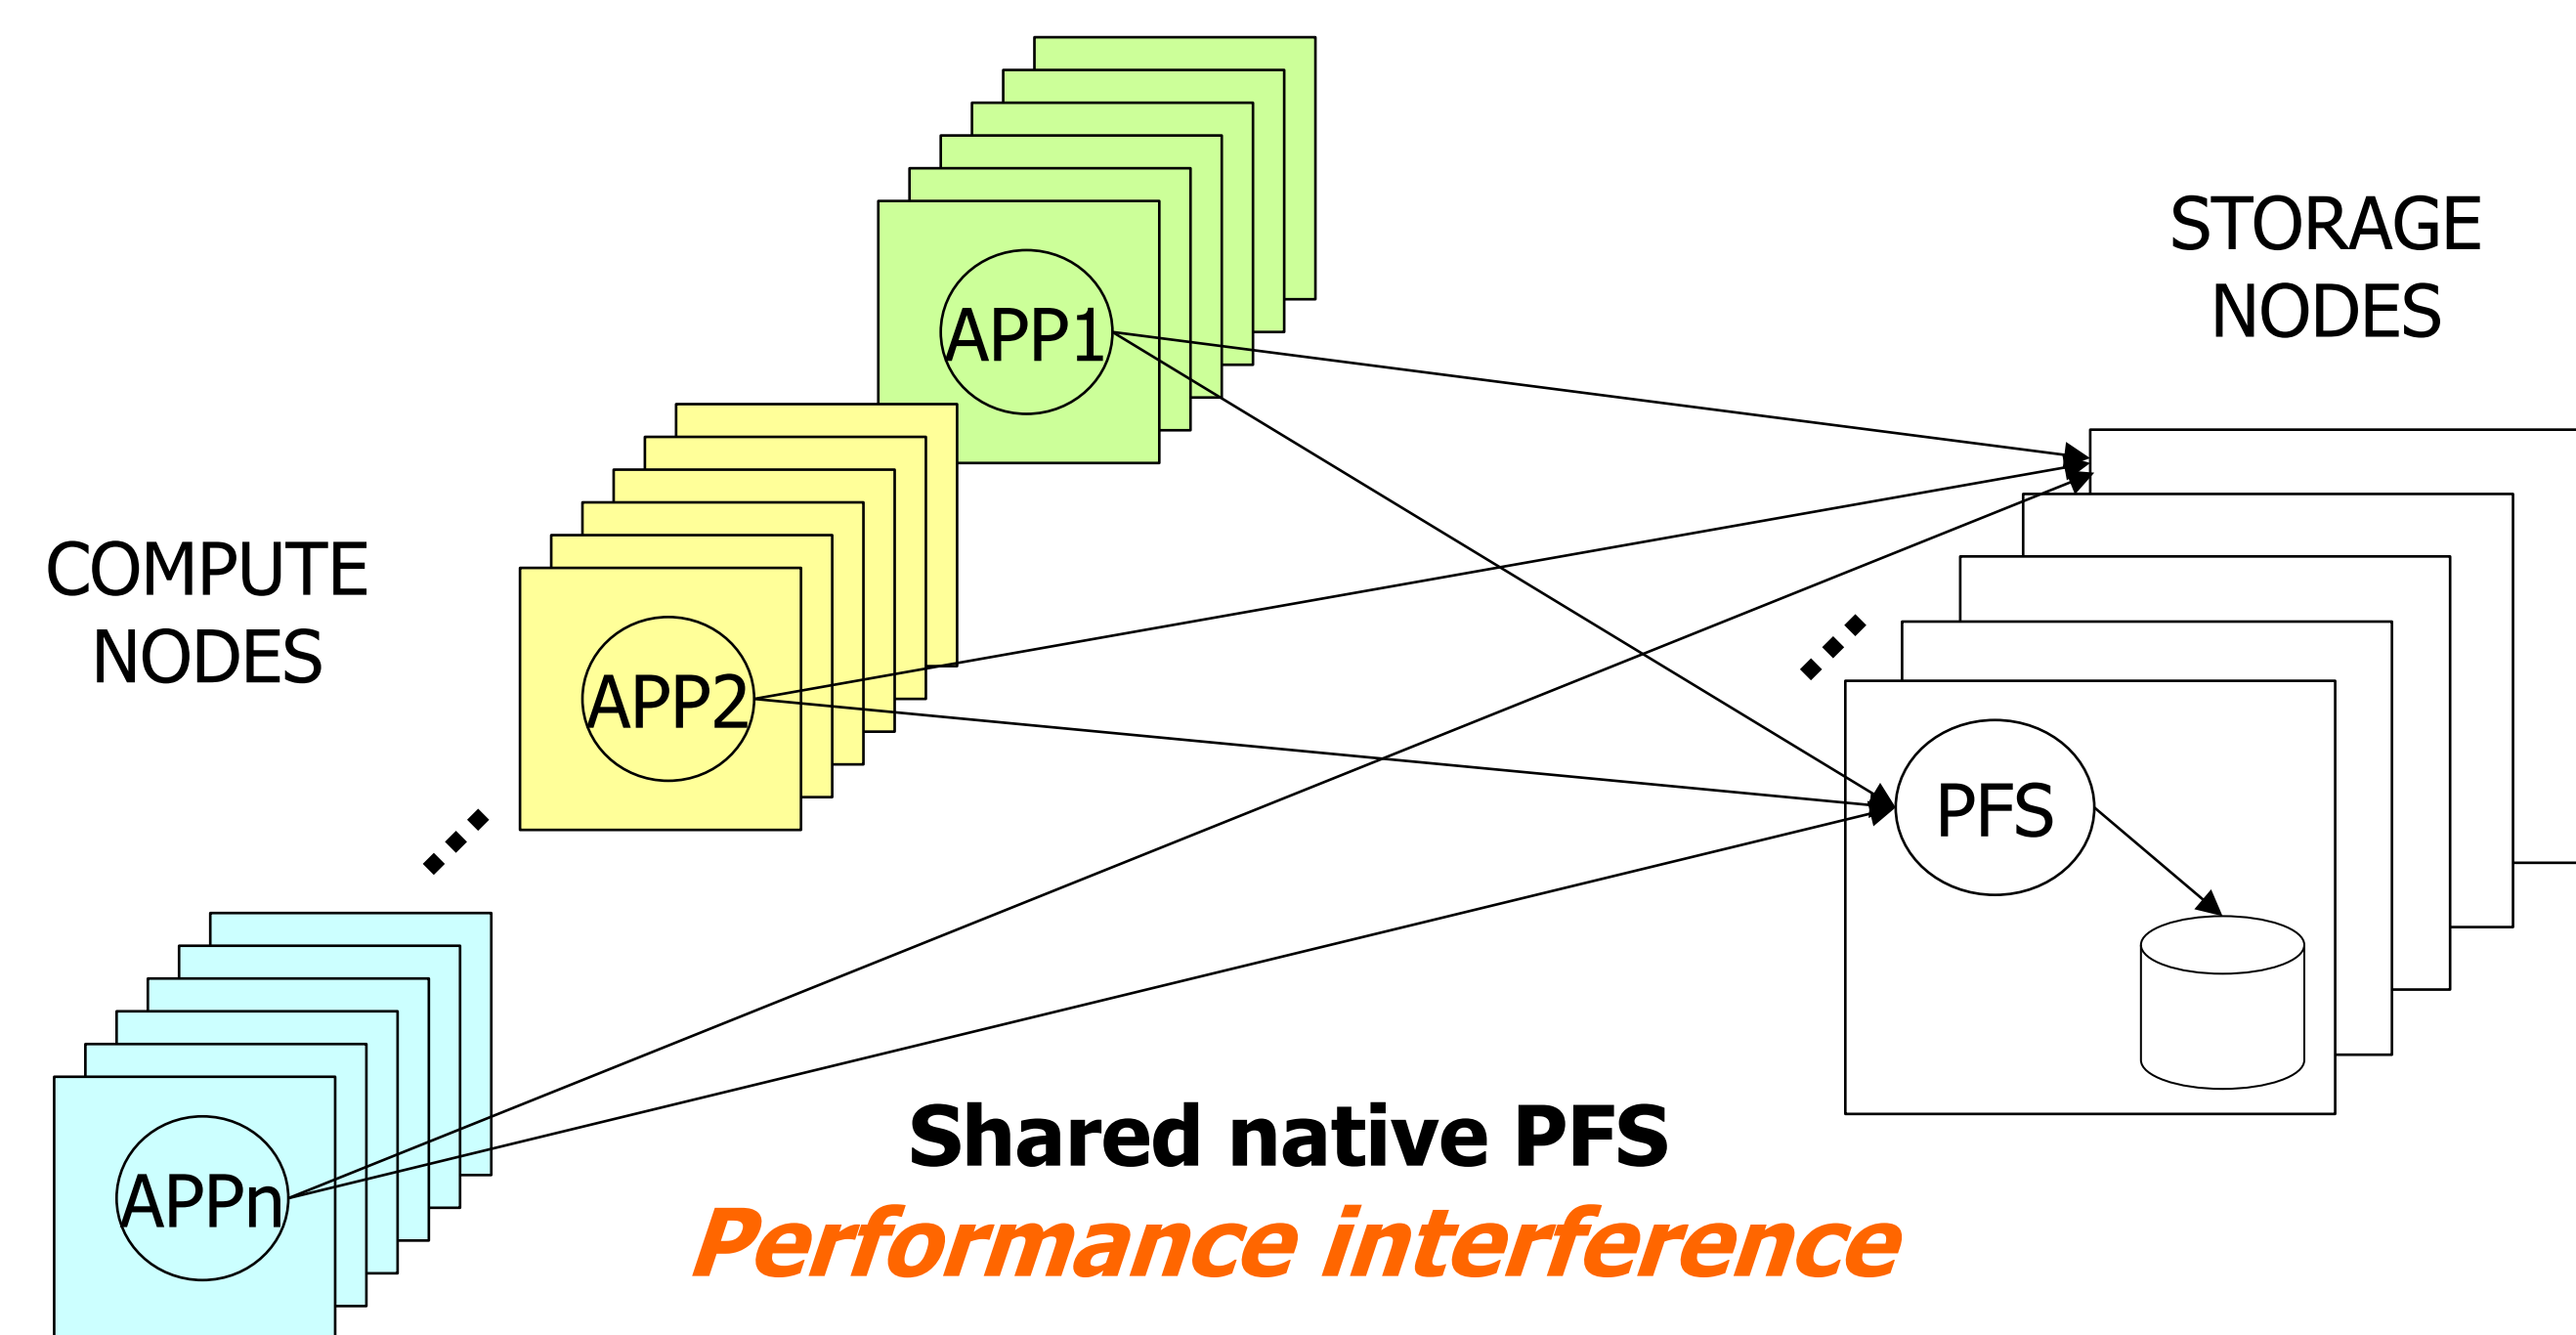 STORAGE
NODES
APP1
COMPUTE
NODES
APP2
PFS
APPn
Shared native PFS
Performance interference